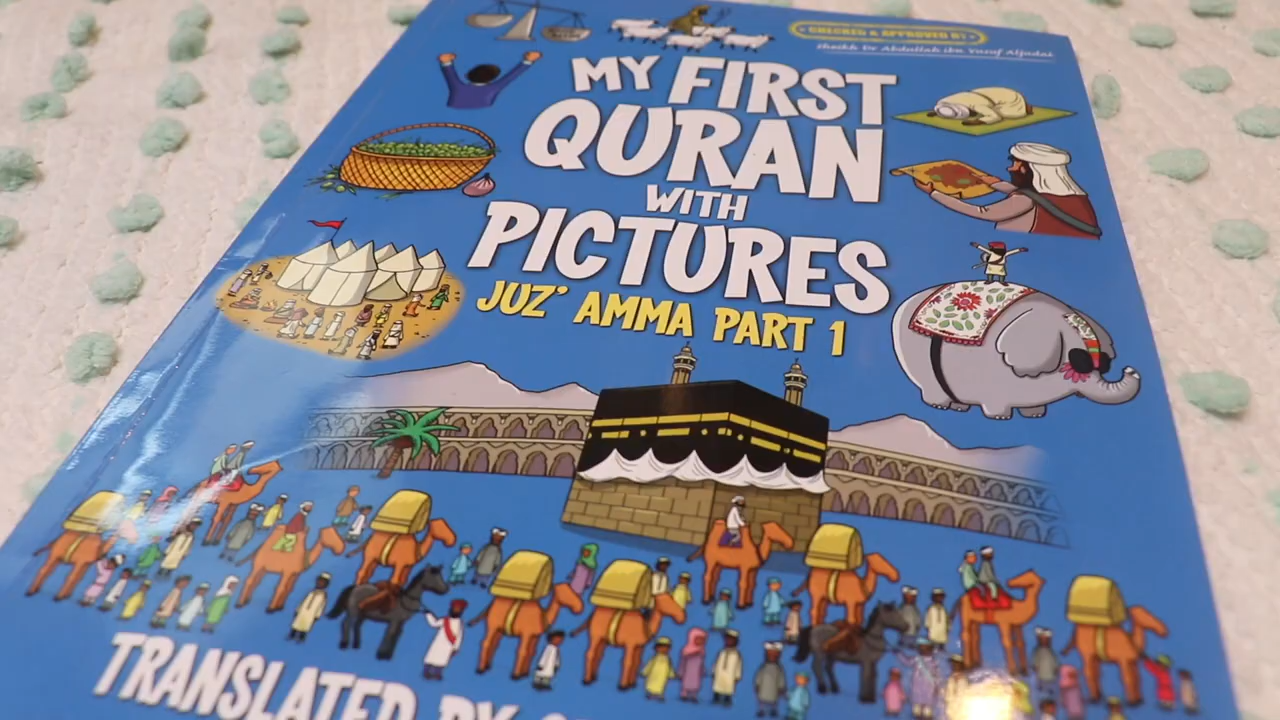 CHECKED & APPROVED BY
Sheikh Dr Abdullah ibn Yusuf Aljudai
MY FIRST
QURAN
WITH
PICTURES
JUZ' AMMA PART 1
TRANSLATED BY